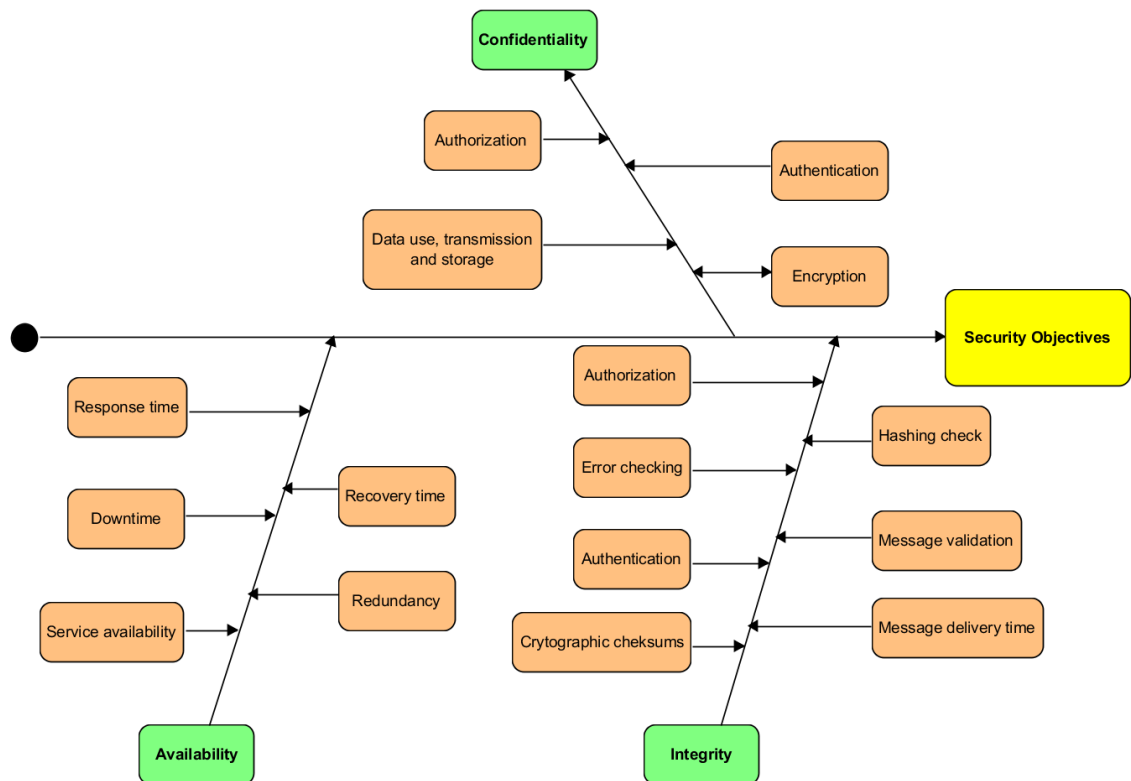 Confidentiality
Authorization
Authentication
Data use, transmission
and storage
Encryption
Security Objectives
Authorization
Response time
Hashing check
Error checking
Recovery time
Downtime
Message validation
Authentication
Redundancy
Service availability
Message delivery time
Crytographic cheksums
Availability
Integrity